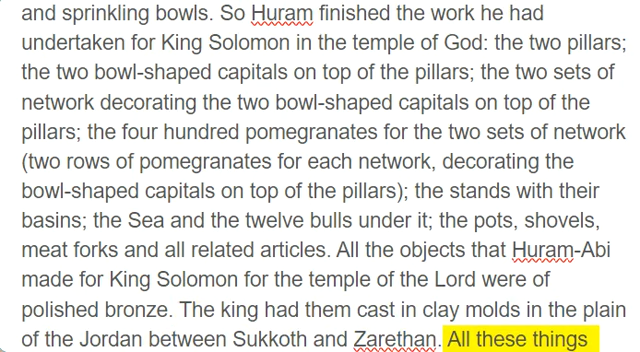 and sprinkling bowls. So Huram finished the work he had
undertaken for King Solomon in the temple of God: the two pillars;
the two bowl-shaped capitals on top of the pillars; the two sets of
network decorating the two bowl-shaped capitals on top of the
pillars; the four hundred pomegranates for the two sets of network
(two rows of pomegranates for each network, decorating the
bowl-shaped capitals on top of the pillars); the stands with their
basins; the Sea and the twelve bulls under it; the pots, shovels,
meat forks and all related articles. All the objects that Huram-Abi
made for King Solomon for the temple of the Lord were of
polished bronze. The king had them cast in clay molds in the plain
of the Jordan between Sukkoth and Zarethan. All these things